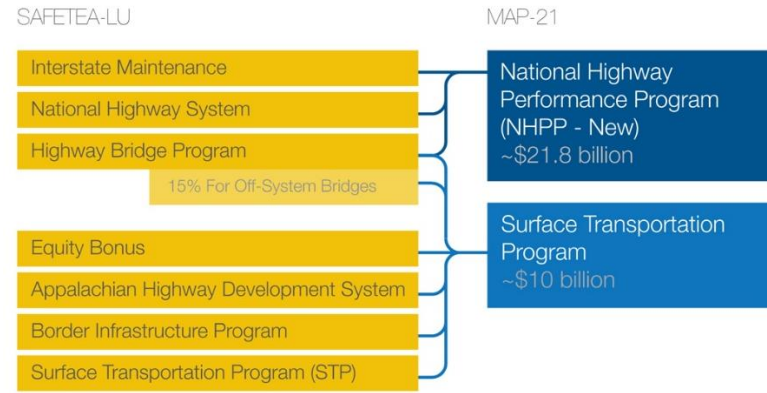 SAFETEA-LU
MAP-21
Interstate Maintenance
National Highway System
Highway Bridge Program
15% For Off-System Bridges
Equity Bonus
Appalachian Highway Development System
Border Infrastructure Program
Surface Transportation Program (STP)
National Highway
Performance Program
(NHPP - New)
~$21.8 billion
Surface Transportation
Program
~$10 billion